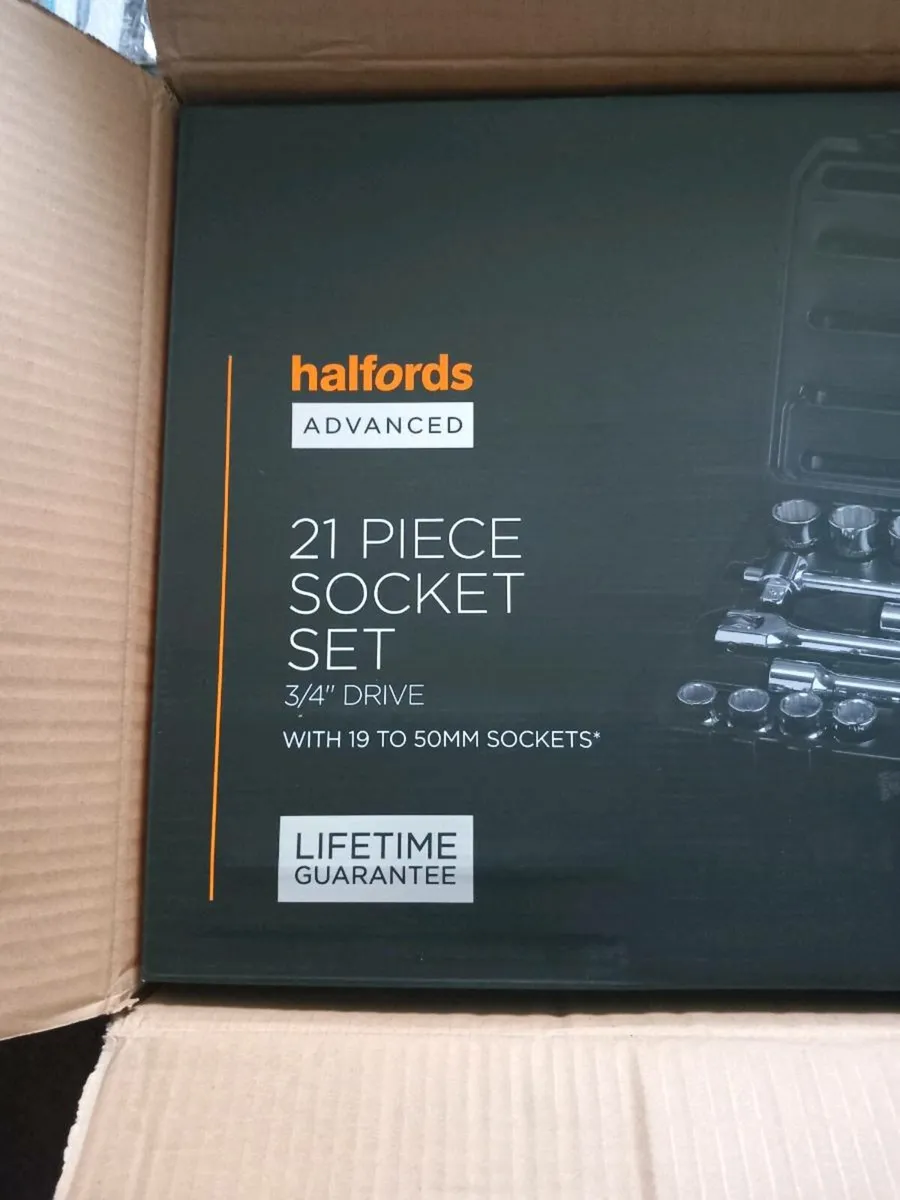 halfords
ADVANCED
21 PIECE
SOCKET
SET
3/4" DRIVE
WITH 19 TO 50MM SOCKETS*
LIFETIME
GUARANTEE